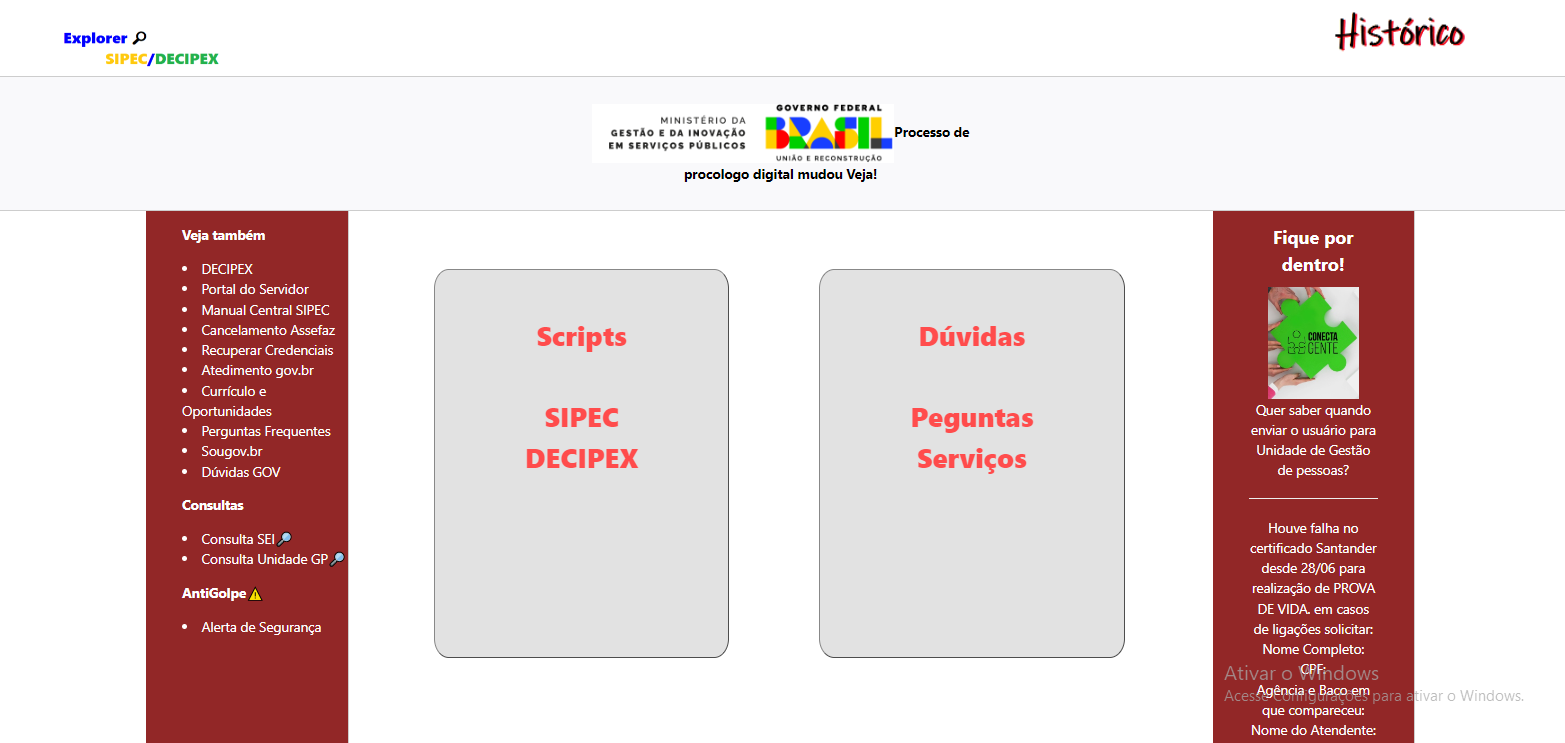 Explorer
SIPEC/DECIPEX
Histórico
MINISTÉRIO DA
GESTÃO E DA INOVAÇÃO
EM SERVIÇOS PÚBLICOS
GOVERNO FEDERAL
BRASIL
UNIÃO E RECONSTRUÇÃO
Processo de
procologo digital mudou Veja!
Veja também
DECIPEX
Portal do Servidor
Manual Central SIPEC
Cancelamento Assefaz
Recuperar Credenciais
Atedimento gov.br
Currículo e
Oportunidades
Perguntas Frequentes
Sougov.br
Dúvidas GOV
Consultas
Consulta SEI
Consulta Unidade GP
AntiGolpe
Alerta de Segurança
Scripts
SIPEC
DECIPEX
Dúvidas
Peguntas
Serviços
Fique por
dentro!
CONECTA
GENTE
Quer saber quando
enviar o usuário para
Unidade de Gestão
de pessoas?
Houve falha no
certificado Santander
desde 28/06 para
realização de PROVA
DE VIDA. em casos
de ligações solicitar:
Nome Completo:
CPF:
Agência e Baco em
que compareceu:
Nome do Atendente:
Ativar o Windows
Acesse Configurações para ativar o Windows.